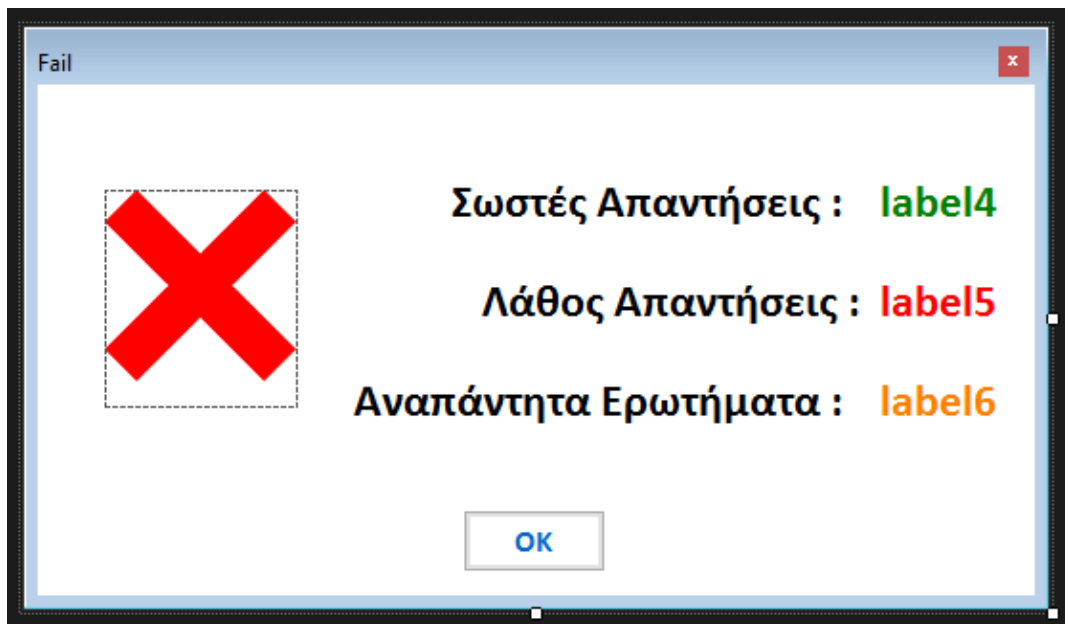 Fail
x
Σωστές Απαντήσεις : label4
Λάθος Απαντήσεις : label5
Αναπάντητα Ερωτήματα : label6
OK